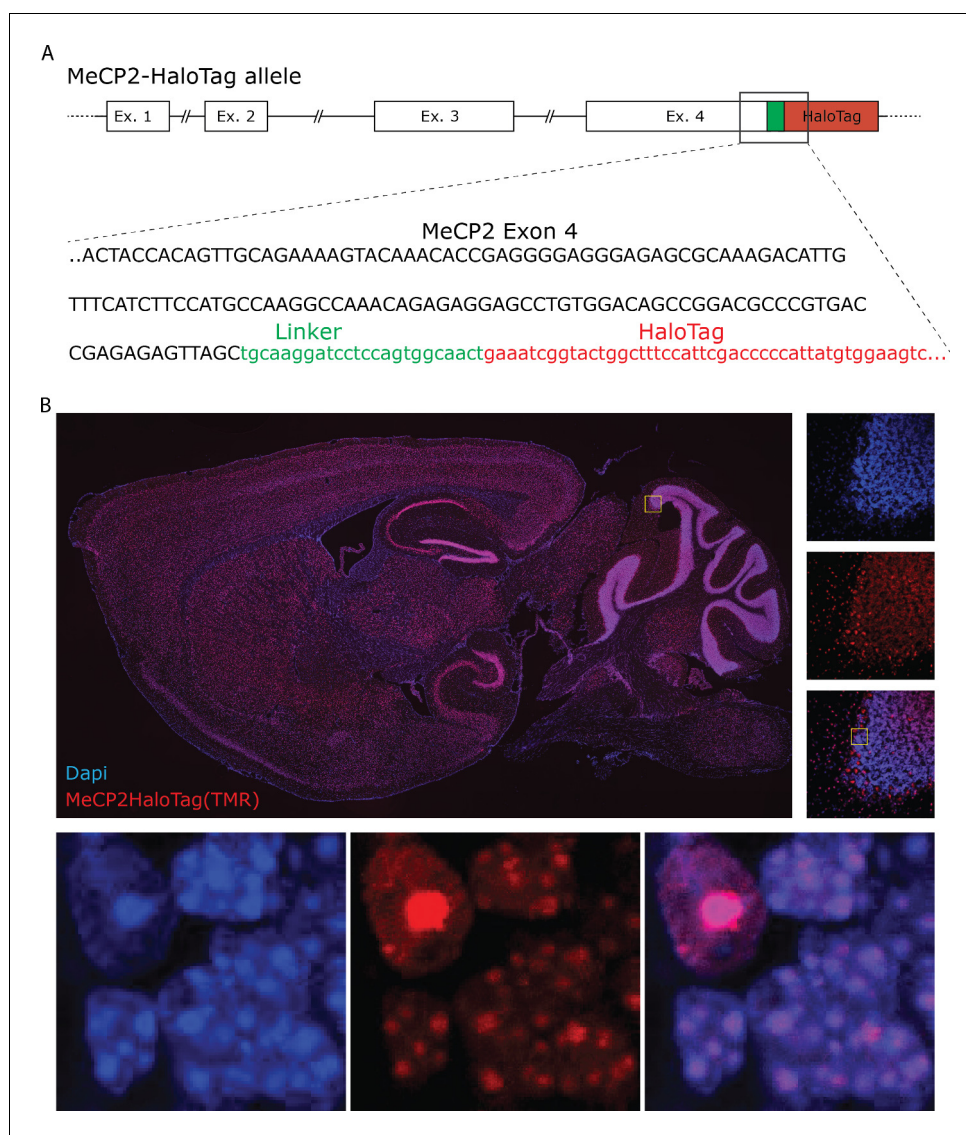 A
MeCP2-HaloTag allele
Ex. 1 Ex. 2 Ex. 3 Ex. 4 HaloTag
MeCP2 Exon 4
..ACTACCACAGTTGCAGAAAAGTACAAACACCGAGGGGAGGGAGAGCGCAAAGACATTG
TTTCATCTTCCATGCCAAGGCCAAACAGAGAGGAGCCTGTGGACAGCCGGACGCCCGTGAC
Linker HaloTag
CGAGAGAGTTAGCtgcaaggatcctccagtggcaactgaaatcggtactggctttccattcgacccccattatgtggaagtc...
B
Dapi
MeCP2HaloTag(TMR)